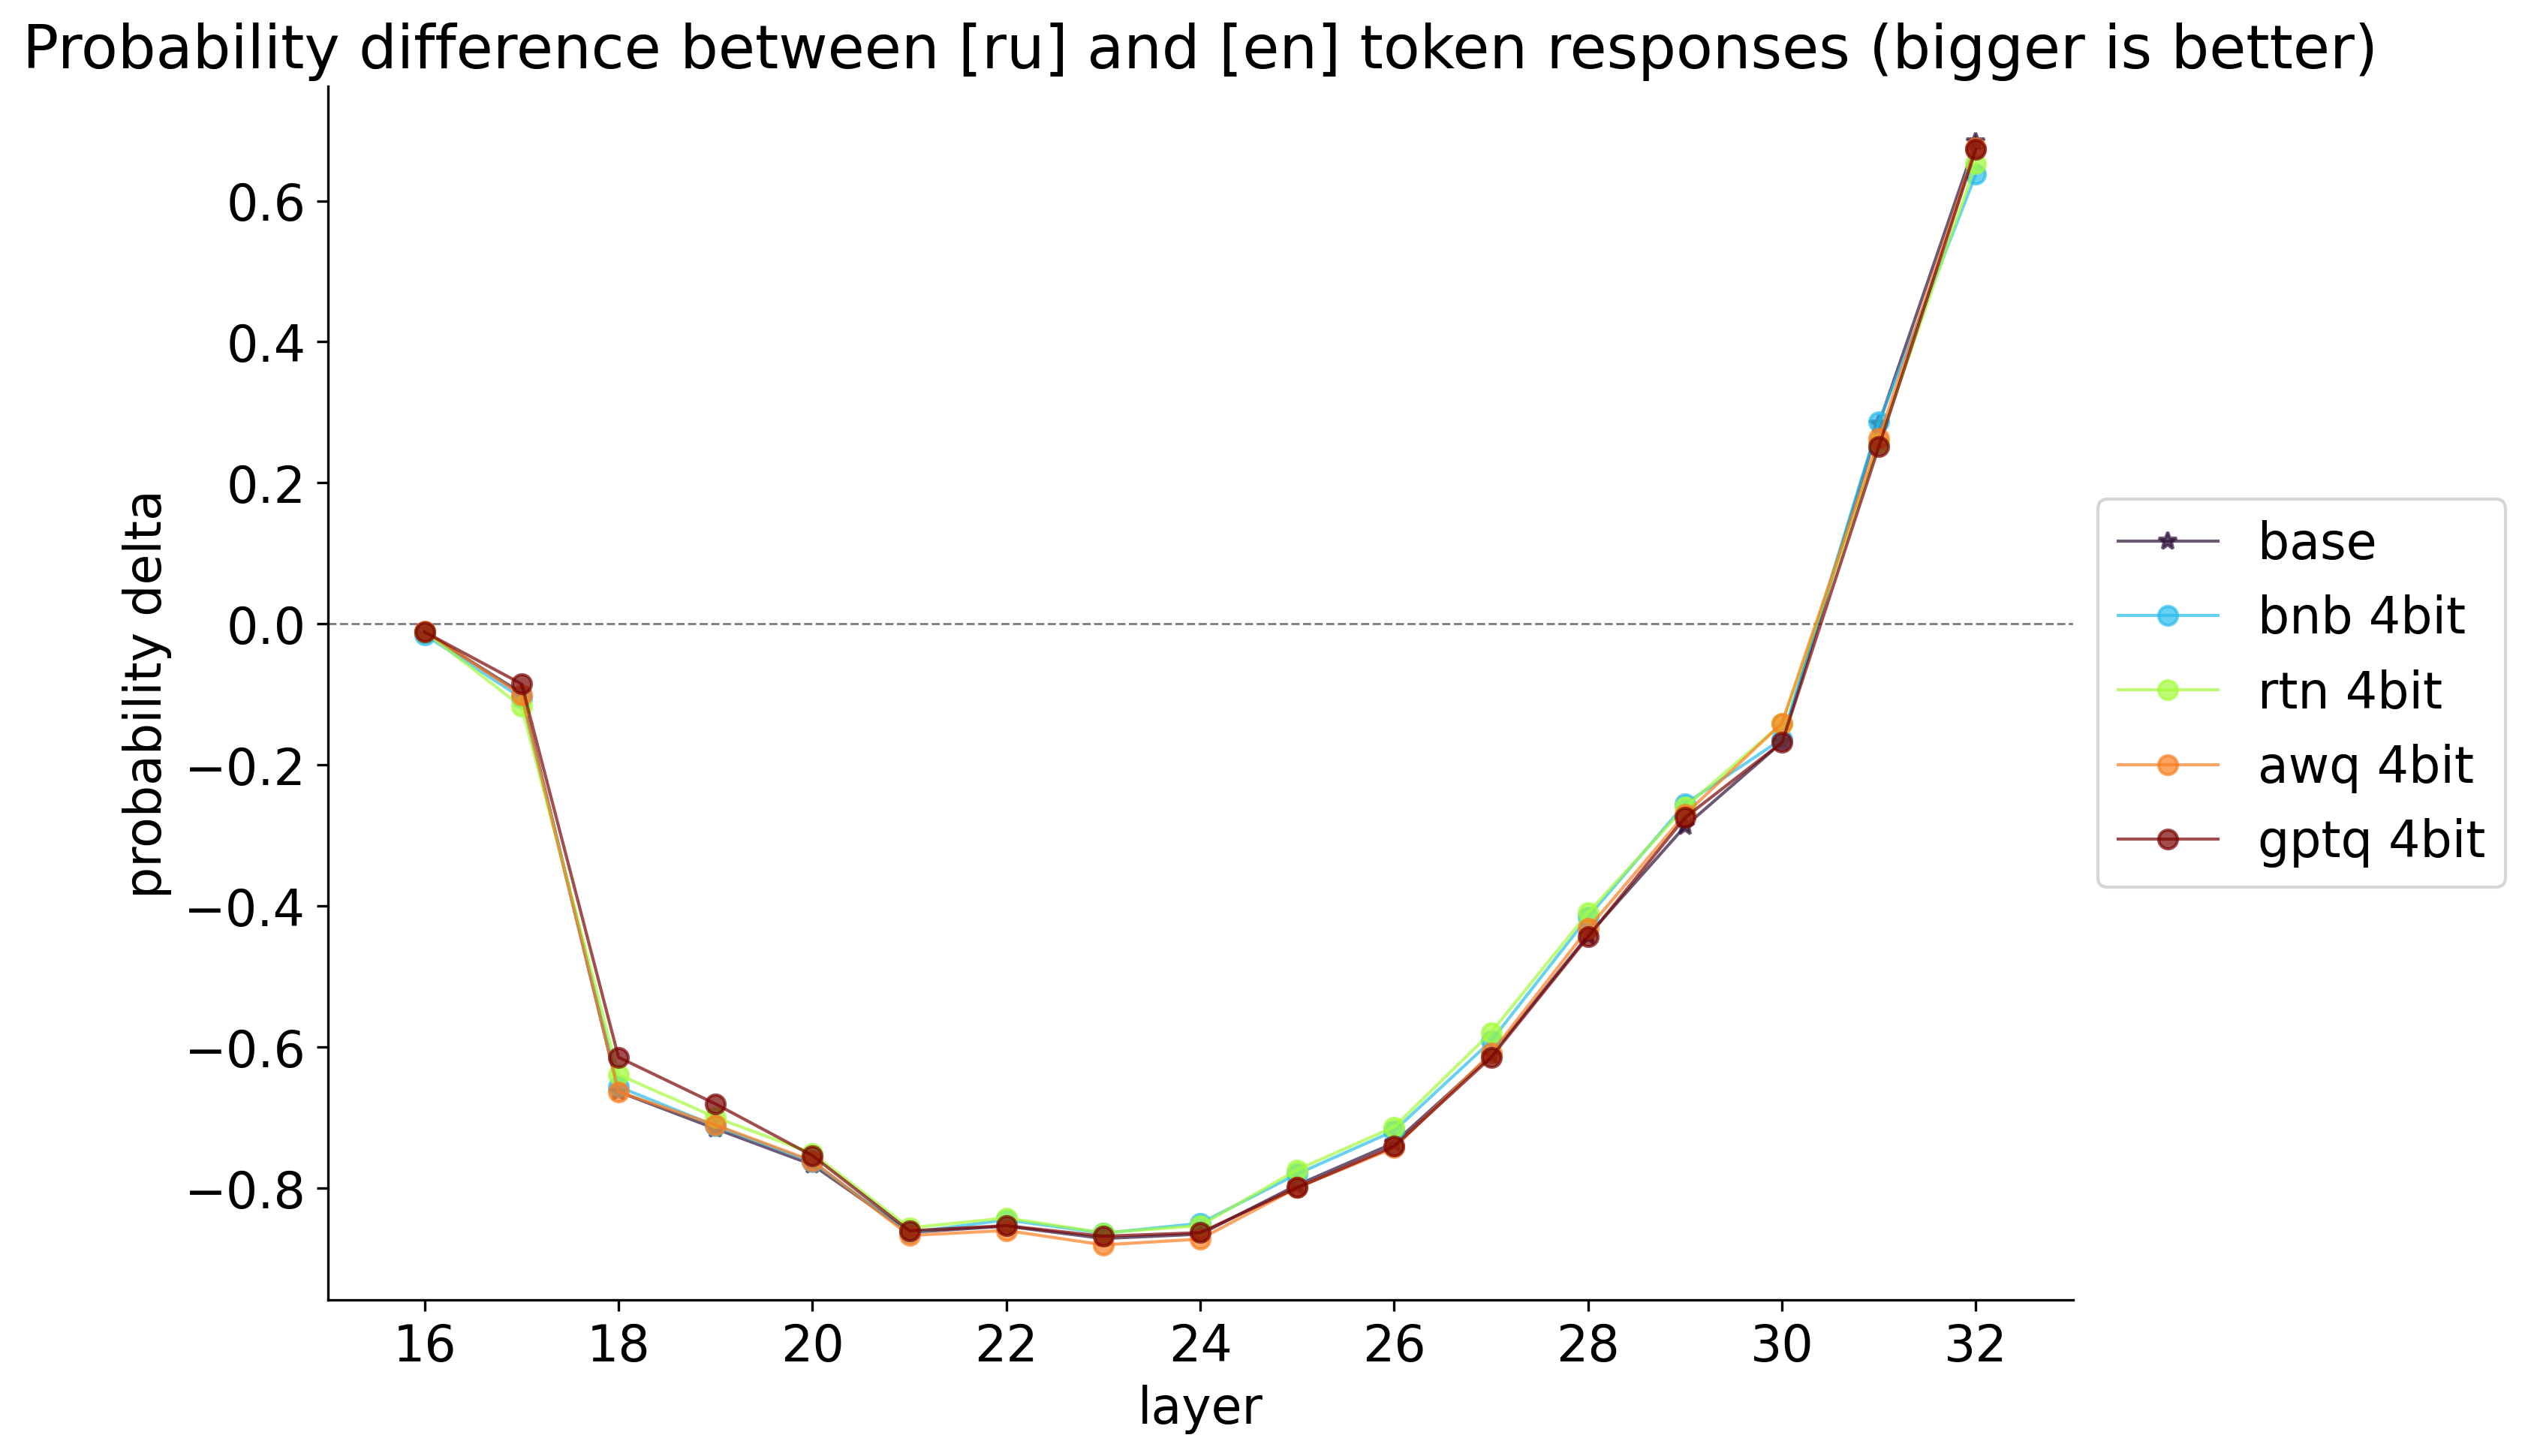 Probability difference between [ru] and [en] token responses (bigger is better)
probability delta
0.6
0.4
0.2
0.0
−0.2
−0.4
−0.6
−0.8
16 18 20 22 24 26 28 30 32
layer
base
bnb 4bit
rtn 4bit
awq 4bit
gptq 4bit